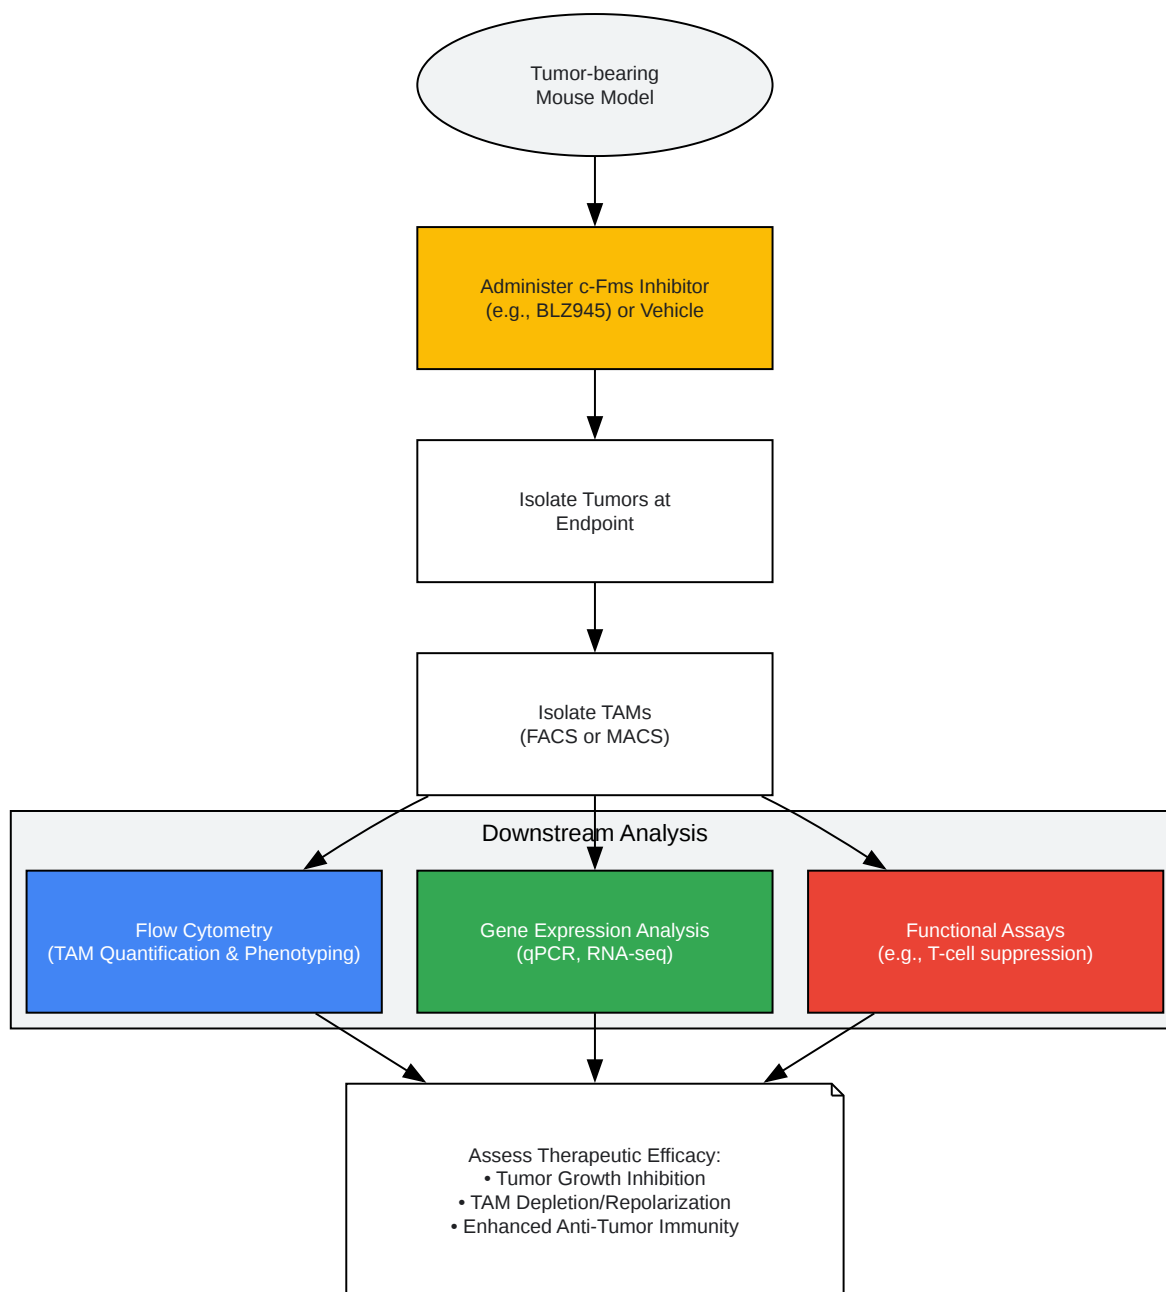 Tumor-bearing
Mouse Model
Administer c-Fms Inhibitor
(e.g., BLZ945) or Vehicle
Isolate Tumors at
Endpoint
Isolate TAMs
(FACS or MACS)
Downstream Analysis
Flow Cytometry
(TAM Quantification & Phenotyping)
Gene Expression Analysis
(qPCR, RNA-seq)
Functional Assays
(e.g., T-cell suppression)
Assess Therapeutic Efficacy:
• Tumor Growth Inhibition
• TAM Depletion/Repolarization
• Enhanced Anti-Tumor Immunity